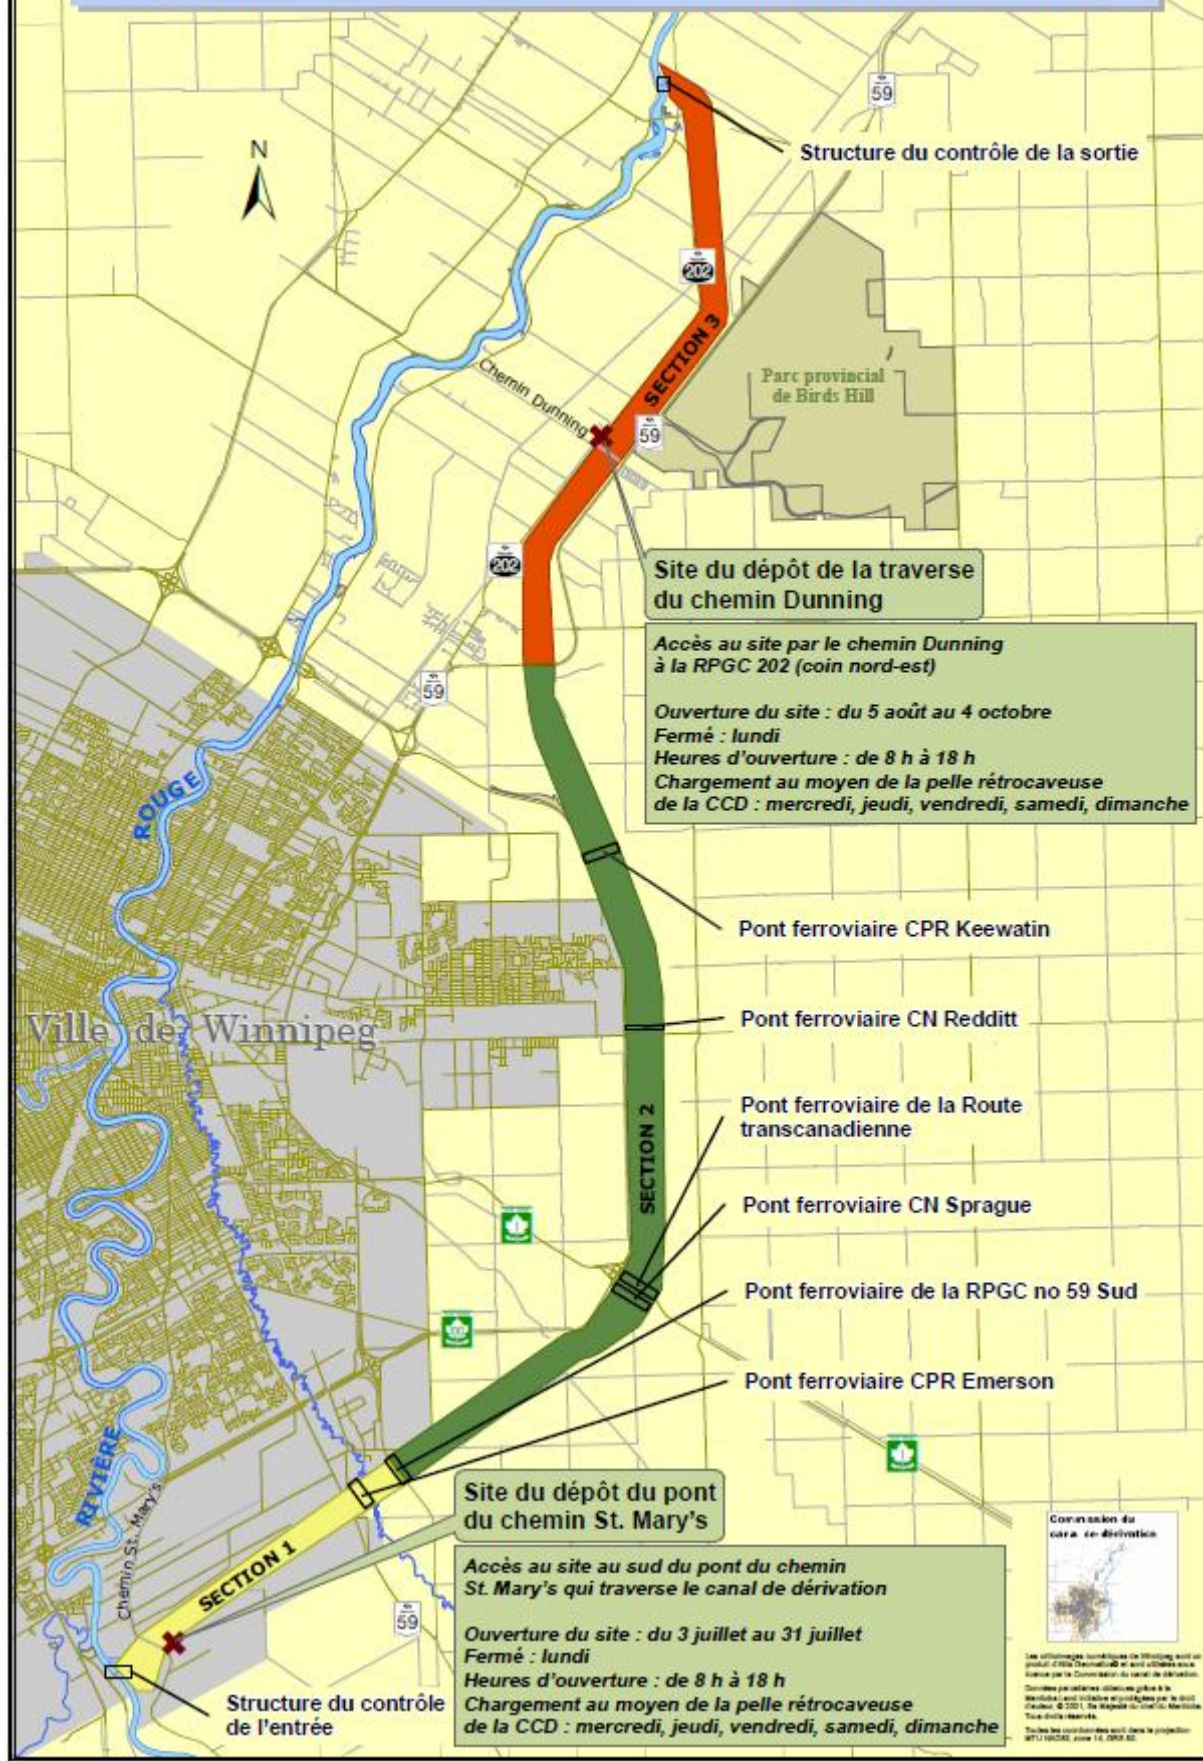 59
Structure du contrôle de la sortie
N
202
SECTION 3
Parc provincial
de Birds Hill
Chemin Dunning
59
202
Site du dépôt de la traverse
du chemin Dunning
Accès au site par le chemin Dunning
à la RPGC 202 (coin nord-est)
Ouverture du site : du 5 août au 4 octobre
Fermé : lundi
Heures d'ouverture : de 8 h à 18 h
Chargement au moyen de la pelle rétrocaveuse
de la CCD : mercredi, jeudi, vendredi, samedi, dimanche
59
ROUGE
Pont ferroviaire CPR Keewatin
Ville de Winnipeg
Pont ferroviaire CN Redditt
Pont ferroviaire de la Route
transcanadienne
SECTION 2
Pont ferroviaire CN Sprague
1
Pont ferroviaire de la RPGC no 59 Sud
100
Pont ferroviaire CPR Emerson
1
RIVIÈRE
Chemin St. Mary's
SECTION 1
Site du dépôt du pont
du chemin St. Mary's
Accès au site au sud du pont du chemin
St. Mary's qui traverse le canal de dérivation
Ouverture du site : du 3 juillet au 31 juillet
Fermé : lundi
Heures d'ouverture : de 8 h à 18 h
Chargement au moyen de la pelle rétrocaveuse
de la CCD : mercredi, jeudi, vendredi, samedi, dimanche
59
Structure du contrôle
de l'entrée
Commission du
canal de dérivation
Tous droits réservés.